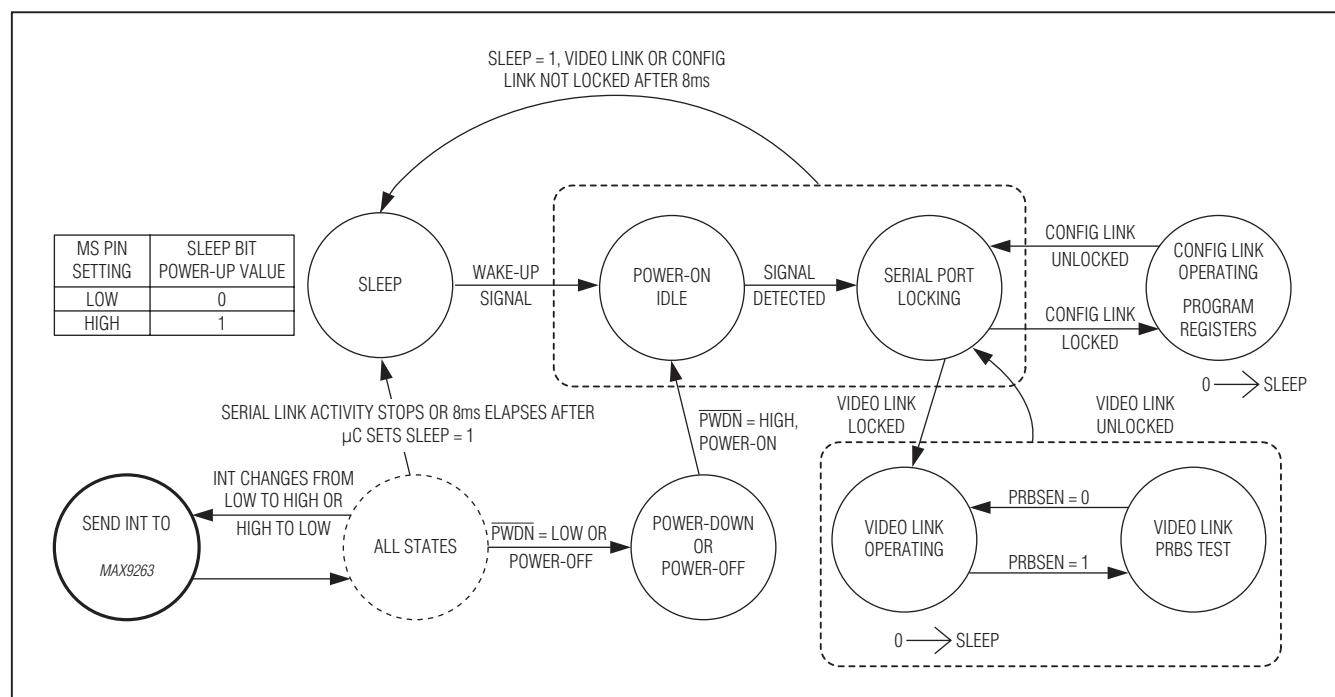 SLEEP = 1, VIDEO LINK OR CONFIG
LINK NOT LOCKED AFTER 8ms
MS PIN
SETTING
SLEEP BIT
POWER-UP VALUE
LOW
0
HIGH
1
SLEEP
WAKE-UP
SIGNAL
POWER-ON
IDLE
SIGNAL
DETECTED
SERIAL PORT
LOCKING
CONFIG LINK
UNLOCKED
CONFIG LINK
LOCKED
CONFIG LINK
OPERATING
PROGRAM
REGISTERS
0 → SLEEP
SERIAL LINK ACTIVITY STOPS OR 8ms ELAPSES AFTER
µC SETS SLEEP = 1
PWDN = HIGH,
POWER-ON
VIDEO LINK
LOCKED
VIDEO LINK
UNLOCKED
INT CHANGES FROM
LOW TO HIGH OR
HIGH TO LOW
SEND INT TO
MAX9263
ALL STATES
PWDN = LOW OR
POWER-OFF
POWER-DOWN
OR
POWER-OFF
VIDEO LINK
OPERATING
PRBSEN = 0
PRBSEN = 1
VIDEO LINK
PRBS TEST
0 → SLEEP